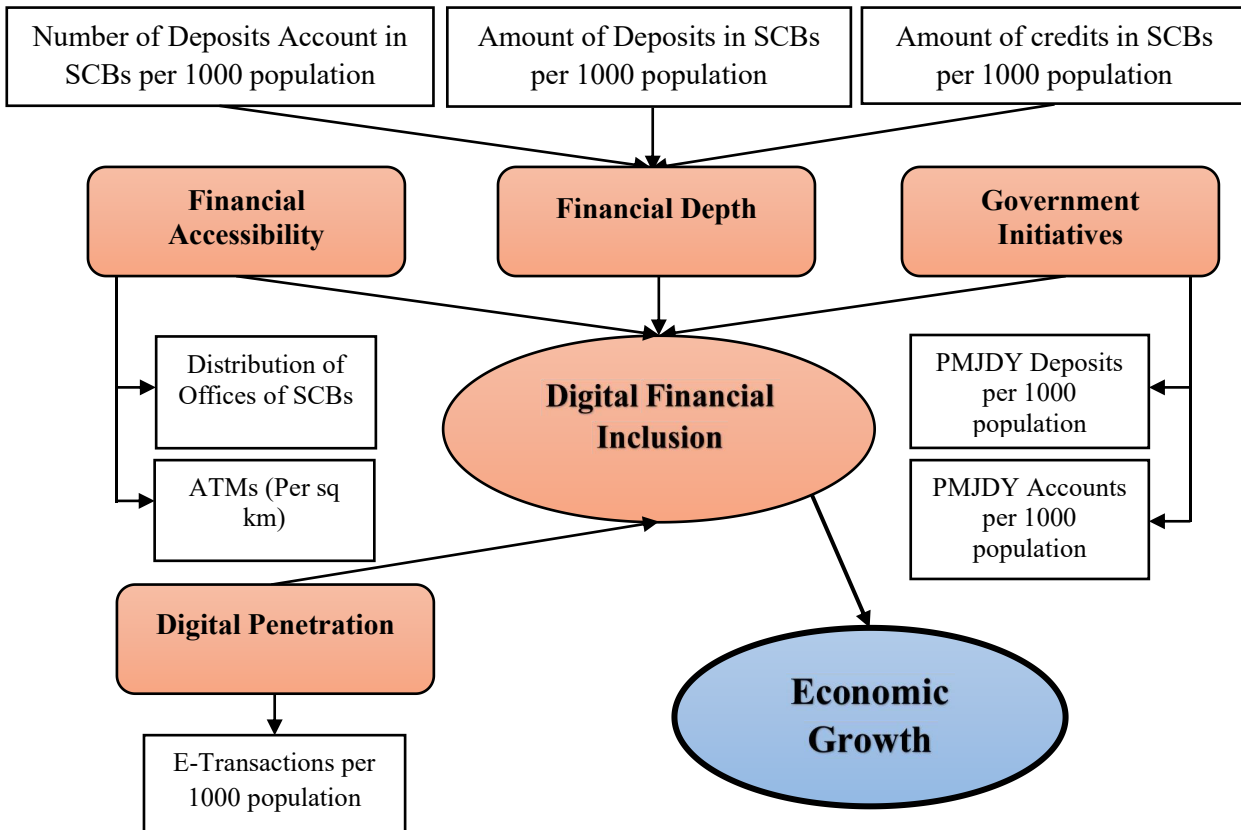 Number of Deposits Account in
SCBs per 1000 population
Amount of Deposits in SCBs
per 1000 population
Amount of credits in SCBs
per 1000 population
Financial
Accessibility
Financial Depth
Government
Initiatives
Distribution of
Offices of SCBs
Digital Financial
Inclusion
PMJDY Deposits
per 1000
population
ATMs (Per sq
km)
PMJDY Accounts
per 1000
population
Digital Penetration
Economic
Growth
E-Transactions per
1000 population